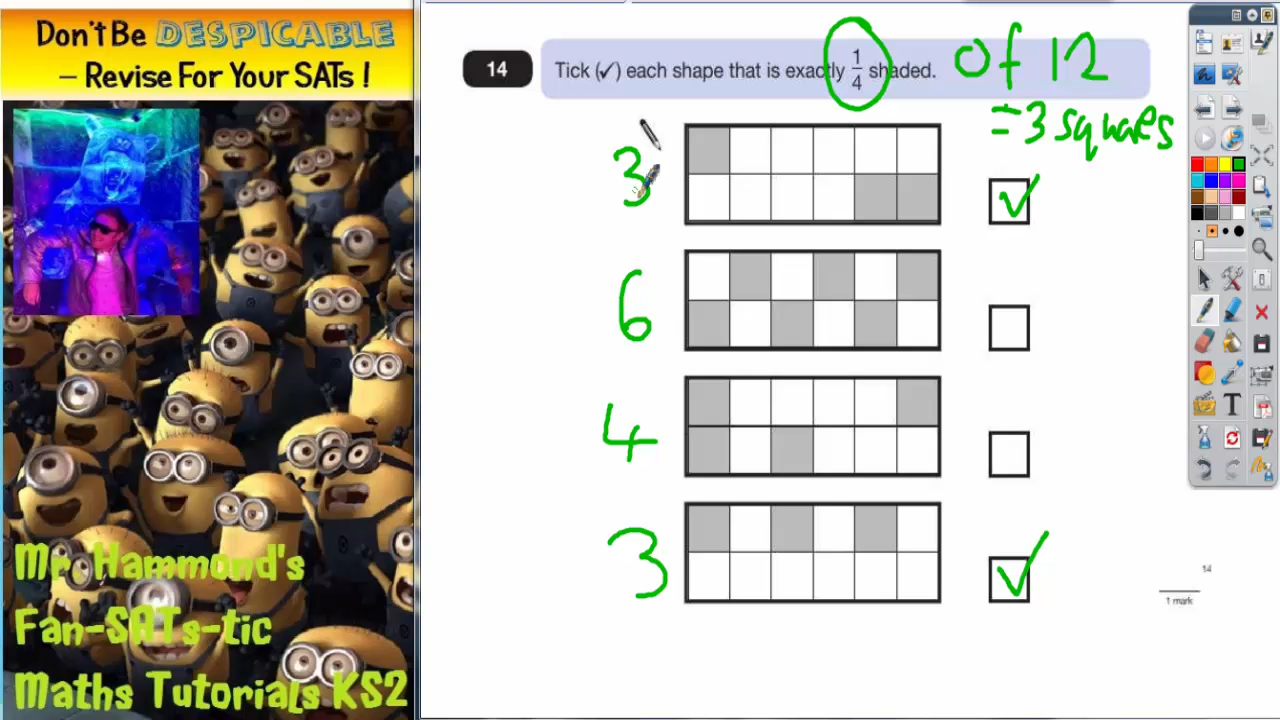 Don't Be DESPICABLE
– Revise For Your SATs !
Mr. Hammond's
Fan-SATs-tic
Maths Tutorials KS2
14 Tick (✓) each shape that is exactly 1/4 shaded. of 12
= 3 squares
3 ✓
6
4
3 ✓
14
1 mark
T